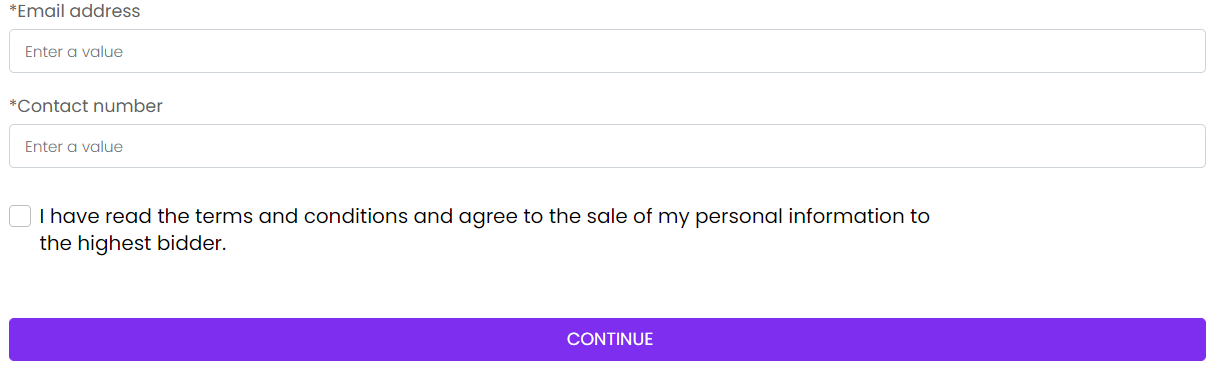 *Email address
Enter a value
*Contact number
Enter a value
I have read the terms and conditions and agree to the sale of my personal information to
the highest bidder.
CONTINUE